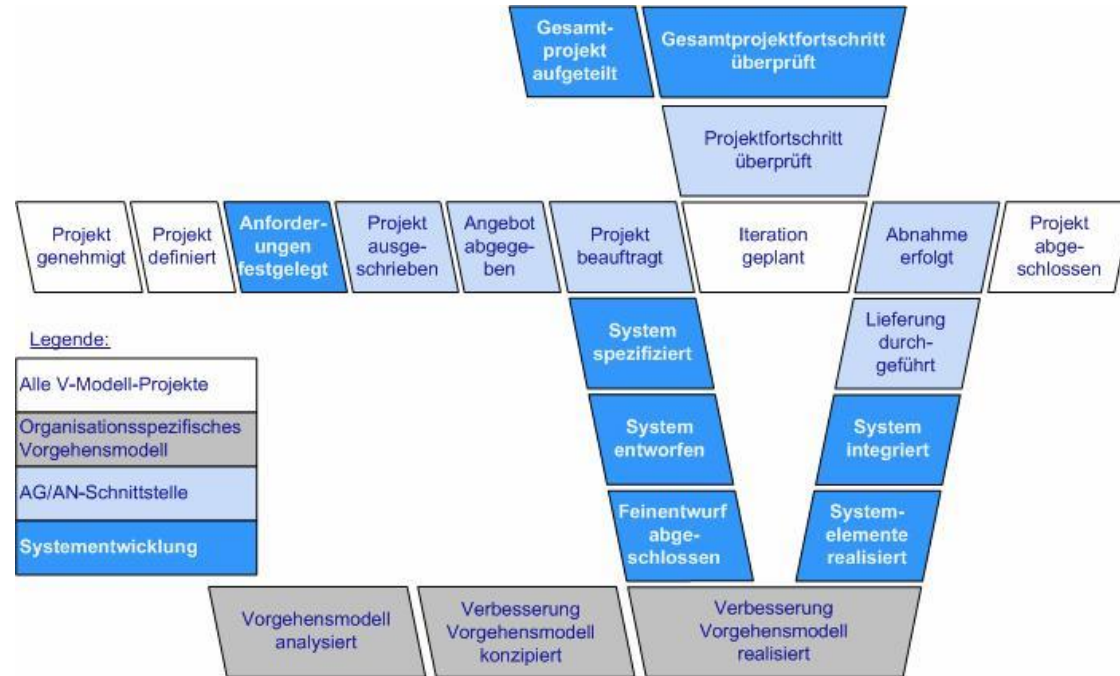 Gesamt-
projekt
aufgeteilt
Gesamtprojektfortschritt
überprüft
Projektfortschritt
überprüft
Projekt
genehmigt
Projekt
definiert
Anforder-
ungen
festgelegt
Projekt
ausge-
schrieben
Angebot
abgege-
ben
Projekt
beauftragt
Iteration
geplant
Abnahme
erfolgt
Projekt
abge-
schlossen
System
spezifiziert
Lieferung
durch-
geführt
Legende:
Alle V-Modell-Projekte
Organisationsspezifisches
Vorgehensmodell
AG/AN-Schnittstelle
Systementwicklung
System
entworfen
System
integriert
Feinentwurf
abge-
schlossen
System-
elemente
realisiert
Vorgehensmodell
analysiert
Verbesserung
Vorgehensmodell
konzipiert
Verbesserung
Vorgehensmodell
realisiert